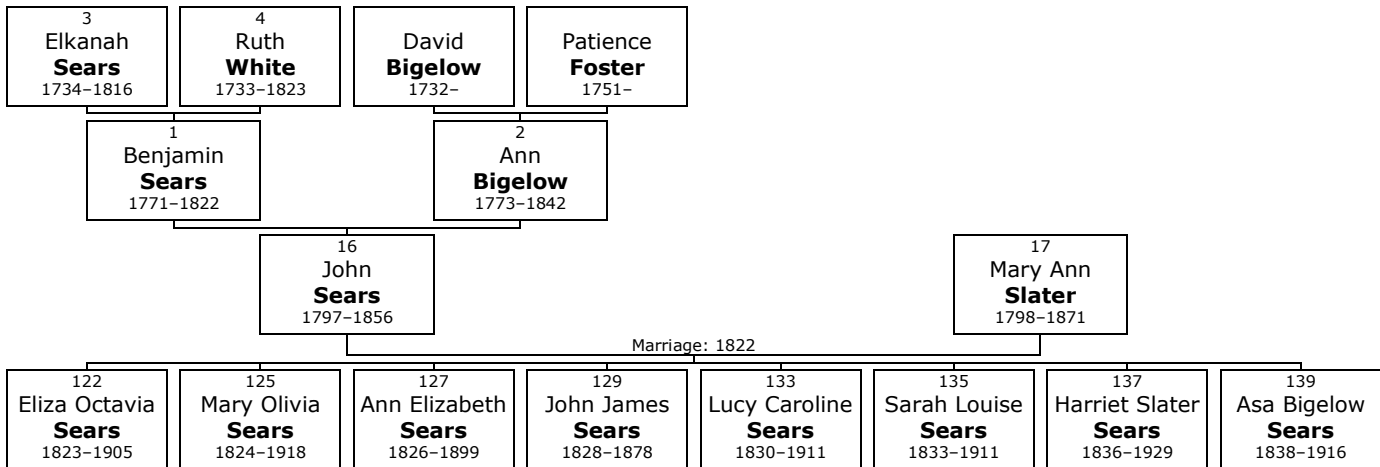 3
Elkanah
Sears
1734–1816
4
Ruth
White
1733–1823
David
Bigelow
1732–
Patience
Foster
1751–
1
Benjamin
Sears
1771–1822
2
Ann
Bigelow
1773–1842
16
John
Sears
1797–1856
17
Mary Ann
Slater
1798–1871
Marriage: 1822
122
Eliza Octavia
Sears
1823–1905
125
Mary Olivia
Sears
1824–1918
127
Ann Elizabeth
Sears
1826–1899
129
John James
Sears
1828–1878
133
Lucy Caroline
Sears
1830–1911
135
Sarah Louise
Sears
1833–1911
137
Harriet Slater
Sears
1836–1929
139
Asa Bigelow
Sears
1838–1916